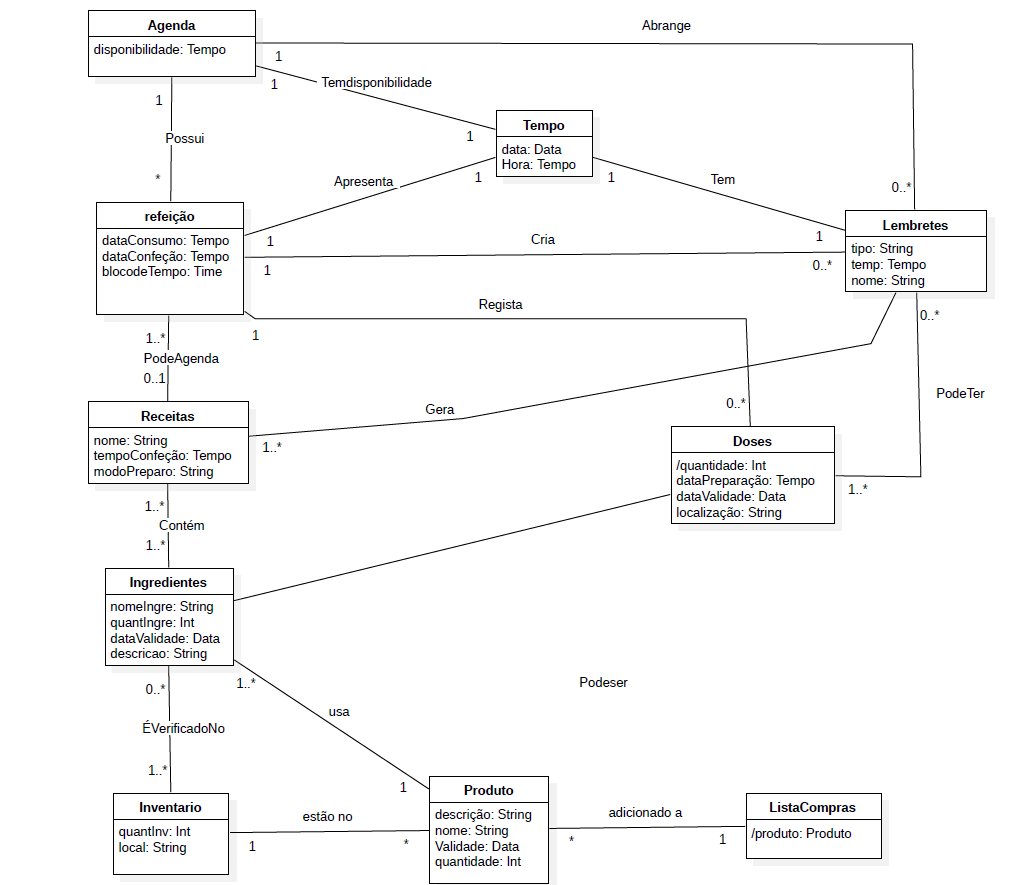 Agenda
disponibilidade: Tempo
Abrange
1
1
Temdisponibilidade
1
Possui
*
1
Tempo
data: Data
Hora: Tempo
Apresenta
1
1
Tem
0..*
refeição
dataConsumo: Tempo
dataConfeção: Tempo
blocodeTempo: Time
1
Cria
1
1
0..*
Lembretes
tipo: String
temp: Tempo
nome: String
Regista
1
0..*
1..*
PodeAgenda
0..1
PodeTer
0..*
Gera
Receitas
nome: String
tempoConfeção: Tempo
modoPreparo: String
1..*
Doses
/quantidade: Int
dataPreparação: Tempo
dataValidade: Data
localização: String
1..*
1..*
Contém
1..*
Ingredientes
nomeIngre: String
quantIngre: Int
dataValidade: Data
descricao: String
0..*
1..*
Podeser
usa
ÉVerificadoNo
1..*
1
Inventario
quantInv: Int
local: String
estão no
1
*
Produto
descrição: String
nome: String
Validade: Data
quantidade: Int
adicionado a
*
1
ListaCompras
/produto: Produto